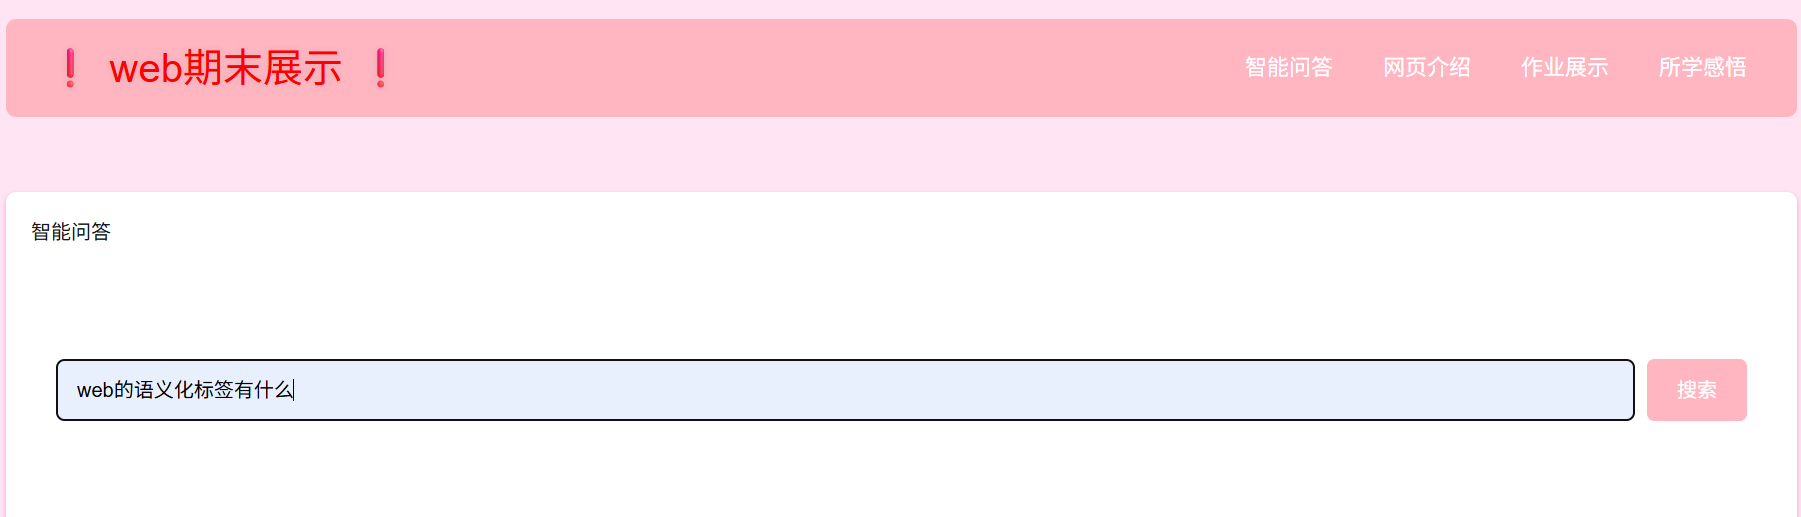 ❗ web期末展示 ❗
智能问答 网页介绍 作业展示 所学感悟
智能问答
web的语义化标签有什么
搜索